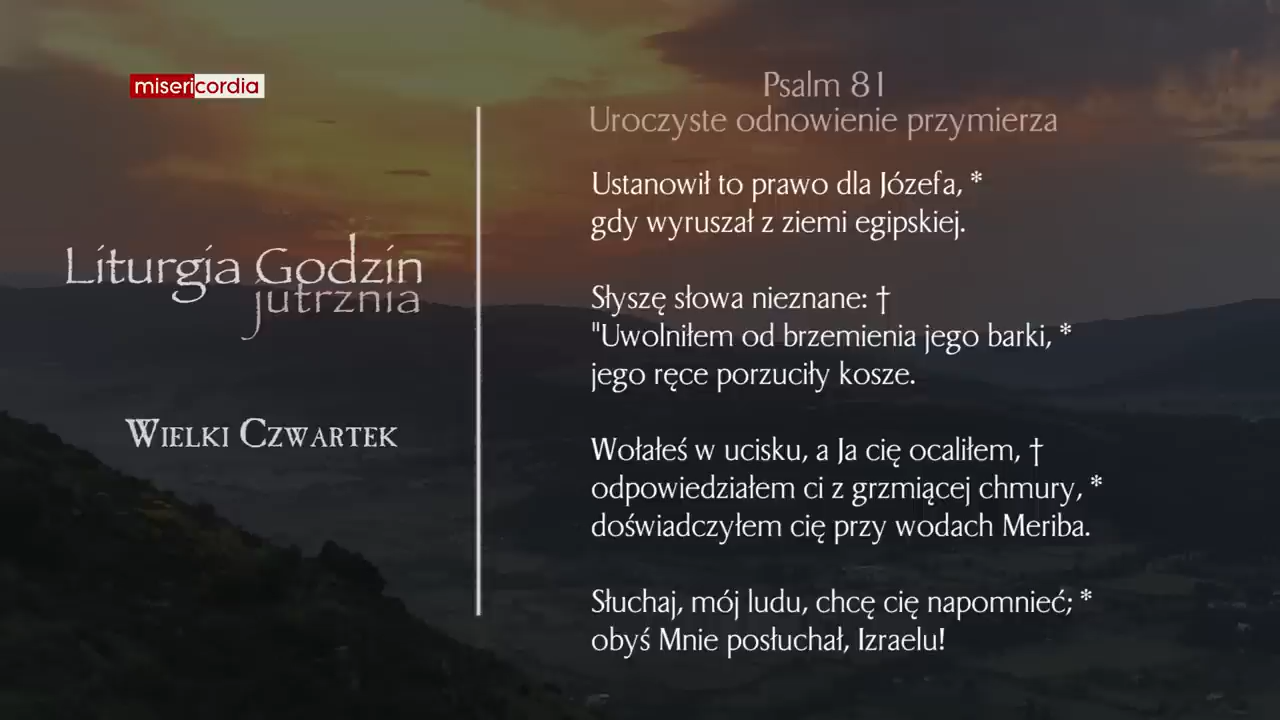 misericordia
Liturgia Godzin
jutrznia
Wielki Czwartek
Psalm 81
Uroczyste odnowienie przymierza
Ustanowił to prawo dla Józefa, *
gdy wyruszał z ziemi egipskiej.
Słyszę słowa nieznane: †
"Uwolniłem od brzemienia jego barki, *
jego ręce porzuciły kosze.
Wołałeś w ucisku, a Ja cię ocaliłem, †
odpowiedziałem ci z grzmiącej chmury, *
doświadczyłem cię przy wodach Meriba.
Słuchaj, mój ludu, chcę cię napomnieć; *
obyś Mnie posłuchał, Izraelu!